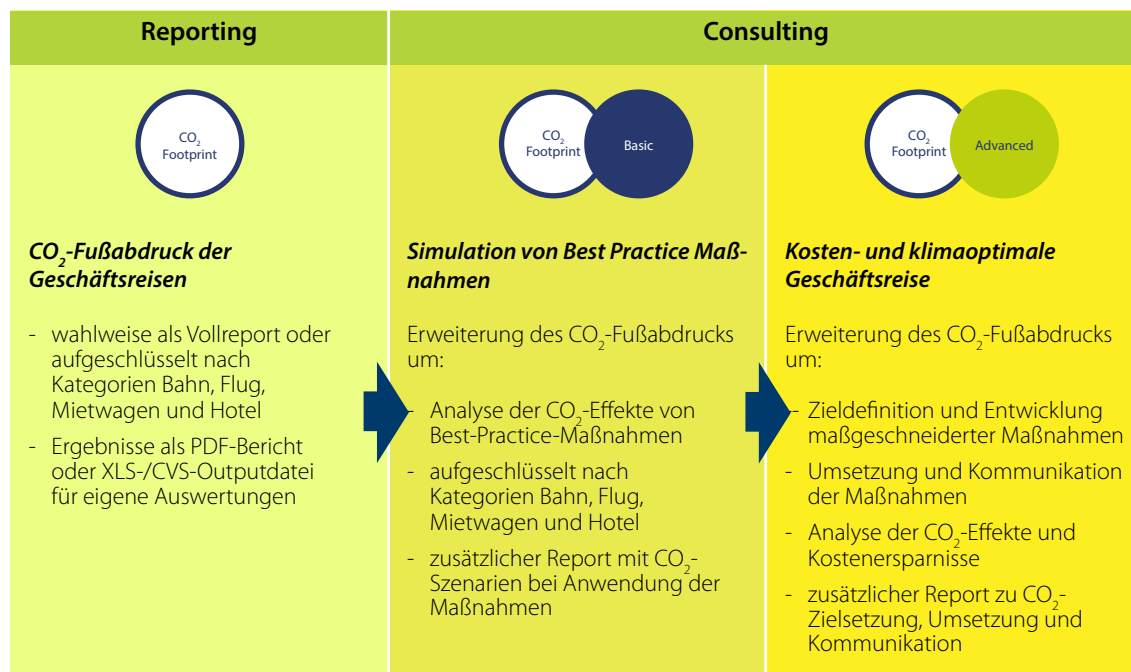 Reporting
Consulting
CO₂
Footprint
CO₂
Footprint
Basic
CO₂
Footprint
Advanced
CO₂-Fußabdruck der
Geschäftsreisen
- wahlweise als Vollreport oder
aufgeschlüsselt nach
Kategorien Bahn, Flug,
Mietwagen und Hotel
- Ergebnisse als PDF-Bericht
oder XLS-/CVS-Outputdatei
für eigene Auswertungen
Simulation von Best Practice Maß-
nahmen
Erweiterung des CO₂-Fußabdrucks
um:
- Analyse der CO₂-Effekte von
Best-Practice-Maßnahmen
- aufgeschlüsselt nach
Kategorien Bahn, Flug,
Mietwagen und Hotel
- zusätzlicher Report mit CO₂-
Szenarien bei Anwendung der
Maßnahmen
Kosten- und klimaoptimale
Geschäftsreise
Erweiterung des CO₂-Fußabdrucks
um:
- Zieldefinition und Entwicklung
maßgeschneiderter Maßnahmen
- Umsetzung und Kommunikation
der Maßnahmen
- Analyse der CO₂-Effekte und
Kostenersparnisse
- zusätzlicher Report zu CO₂-
Zielsetzung, Umsetzung und
Kommunikation